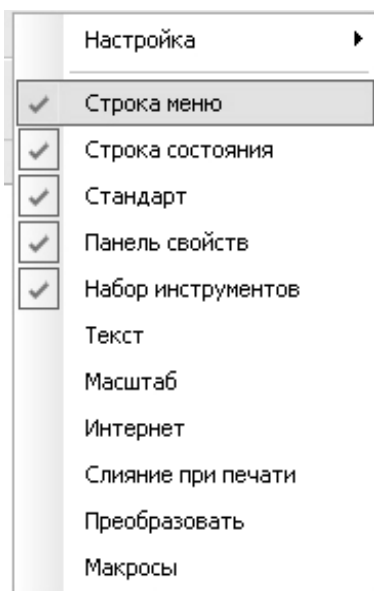 Настройка
Строка меню
Строка состояния
Стандарт
Панель свойств
Набор инструментов
Текст
Масштаб
Интернет
Слияние при печати
Преобразовать
Макросы